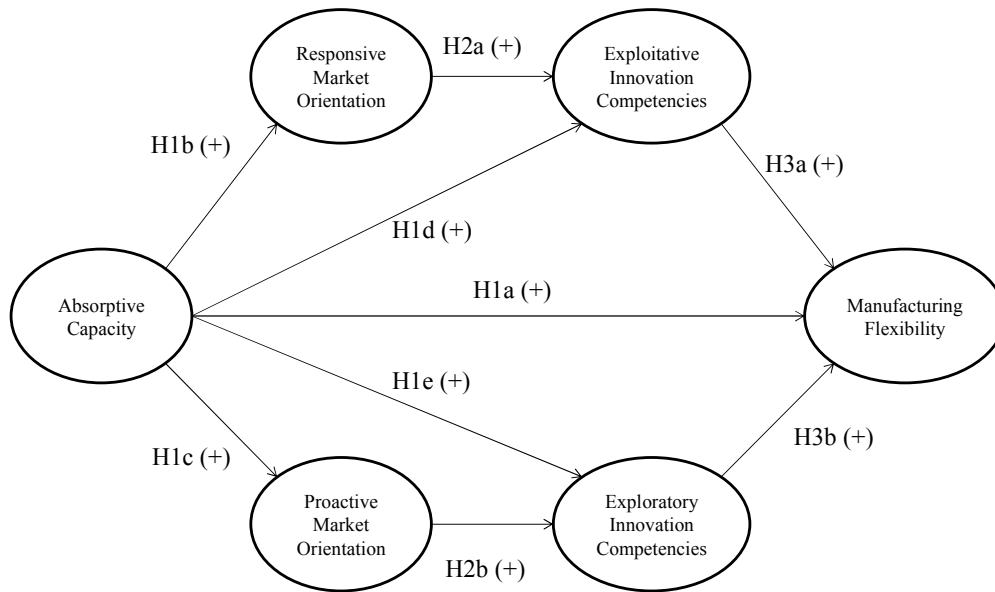 Responsive
Market
Orientation
H2a (+)
Exploitative
Innovation
Competencies
H1b (+)
H3a (+)
H1d (+)
Absorptive
Capacity
H1a (+)
Manufacturing
Flexibility
H1e (+)
H1c (+)
H3b (+)
Proactive
Market
Orientation
H2b (+)
Exploratory
Innovation
Competencies